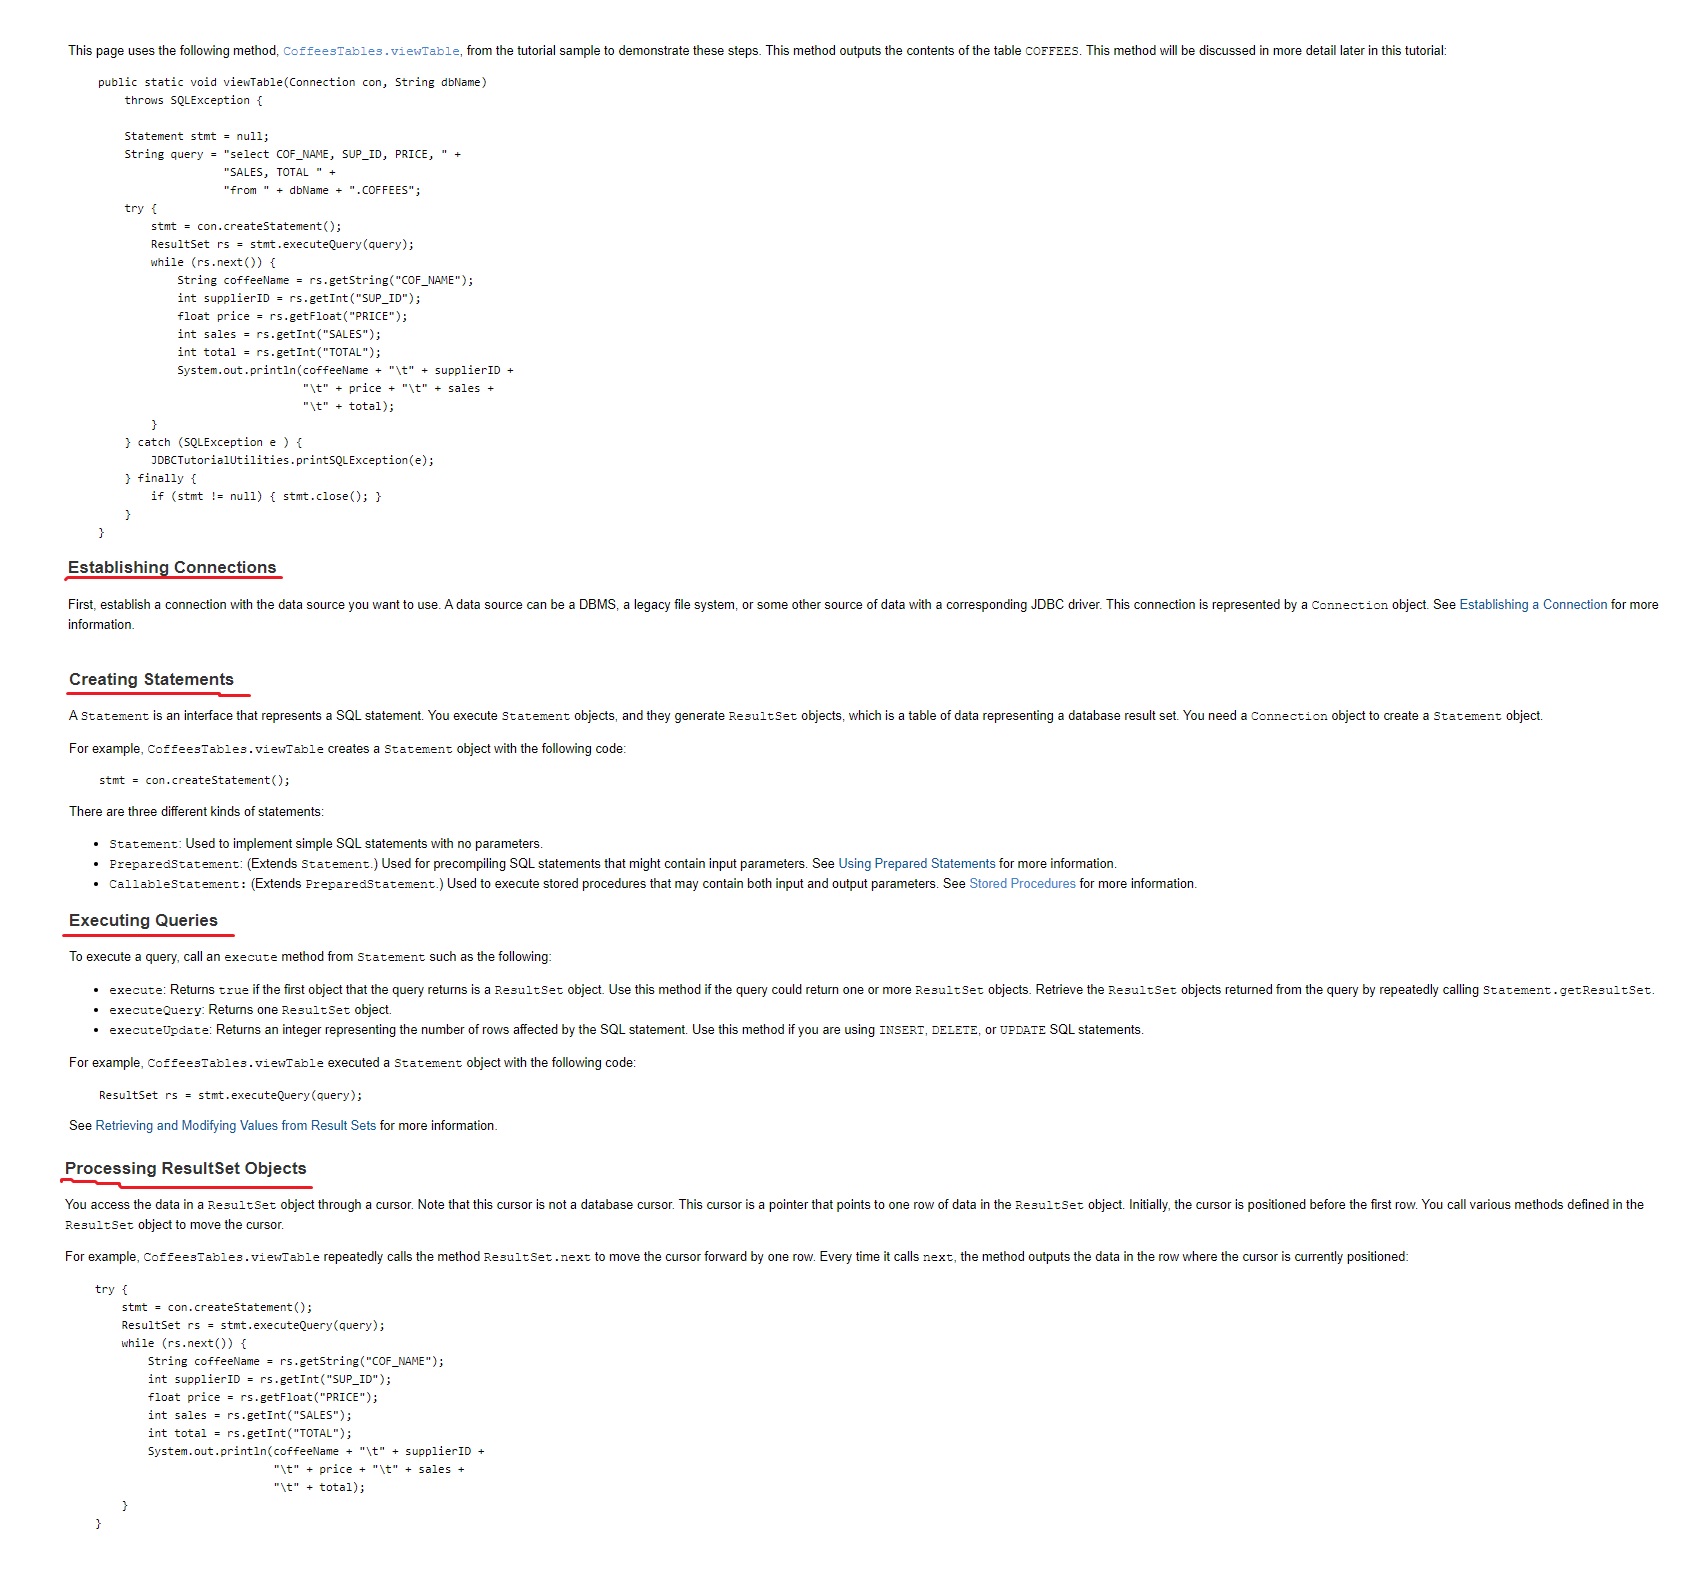 This page uses the following method, CoffeesTables.viewTable, from the tutorial sample to demonstrate these steps. This method outputs the contents of the table COFFEES. This method will be discussed in more detail later in this tutorial:
public static void viewTable(Connection con, String dbName)
    throws SQLException {

    Statement stmt = null;
    String query = "select COF_NAME, SUP_ID, PRICE, " +
                   "SALES, TOTAL " +
                   "from " + dbName + ".COFFEES";
    try {
        stmt = con.createStatement();
        ResultSet rs = stmt.executeQuery(query);
        while (rs.next()) {
            String coffeeName = rs.getString("COF_NAME");
            int supplierID = rs.getInt("SUP_ID");
            float price = rs.getFloat("PRICE");
            int sales = rs.getInt("SALES");
            int total = rs.getInt("TOTAL");
            System.out.println(coffeeName + "\t" + supplierID +
                               "\t" + price + "\t" + sales +
                               "\t" + total);
        }
    } catch (SQLException e ) {
        JDBCTutorialUtilities.printSQLException(e);
    } finally {
        if (stmt != null) { stmt.close(); }
    }
}
Establishing Connections
First, establish a connection with the data source you want to use. A data source can be a DBMS, a legacy file system, or some other source of data with a corresponding JDBC driver. This connection is represented by a Connection object. See Establishing a Connection for more
information.
Creating Statements
A Statement is an interface that represents a SQL statement. You execute Statement objects, and they generate ResultSet objects, which is a table of data representing a database result set. You need a Connection object to create a Statement object.
For example, CoffeesTables.viewTable creates a Statement object with the following code:
stmt = con.createStatement();
There are three different kinds of statements:
• Statement: Used to implement simple SQL statements with no parameters.
• PreparedStatement: (Extends Statement.) Used for precompiling SQL statements that might contain input parameters. See Using Prepared Statements for more information.
• CallableStatement: (Extends PreparedStatement.) Used to execute stored procedures that may contain both input and output parameters. See Stored Procedures for more information.
Executing Queries
To execute a query, call an execute method from Statement such as the following:
• execute: Returns true if the first object that the query returns is a ResultSet object. Use this method if the query could return one or more ResultSet objects. Retrieve the ResultSet objects returned from the query by repeatedly calling Statement.getResultSet.
• executeQuery: Returns one ResultSet object.
• executeUpdate: Returns an integer representing the number of rows affected by the SQL statement. Use this method if you are using INSERT, DELETE, or UPDATE SQL statements.
For example, CoffeesTables.viewTable executed a Statement object with the following code:
ResultSet rs = stmt.executeQuery(query);
See Retrieving and Modifying Values from Result Sets for more information.
Processing ResultSet Objects
You access the data in a ResultSet object through a cursor. Note that this cursor is not a database cursor. This cursor is a pointer that points to one row of data in the ResultSet object. Initially, the cursor is positioned before the first row. You call various methods defined in the
ResultSet object to move the cursor.
For example, CoffeesTables.viewTable repeatedly calls the method ResultSet.next to move the cursor forward by one row. Every time it calls next, the method outputs the data in the row where the cursor is currently positioned:
try {
    stmt = con.createStatement();
    ResultSet rs = stmt.executeQuery(query);
    while (rs.next()) {
        String coffeeName = rs.getString("COF_NAME");
        int supplierID = rs.getInt("SUP_ID");
        float price = rs.getFloat("PRICE");
        int sales = rs.getInt("SALES");
        int total = rs.getInt("TOTAL");
        System.out.println(coffeeName + "\t" + supplierID +
                           "\t" + price + "\t" + sales +
                           "\t" + total);
    }
}